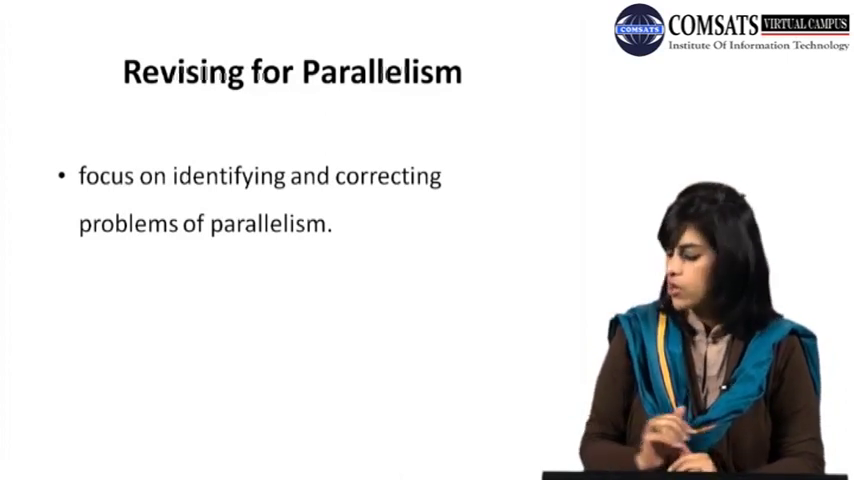 COMSATS VIRTUAL CAMPUS
COMSATS
Institute Of Information Technology
Revising for Parallelism
• focus on identifying and correcting
problems of parallelism.